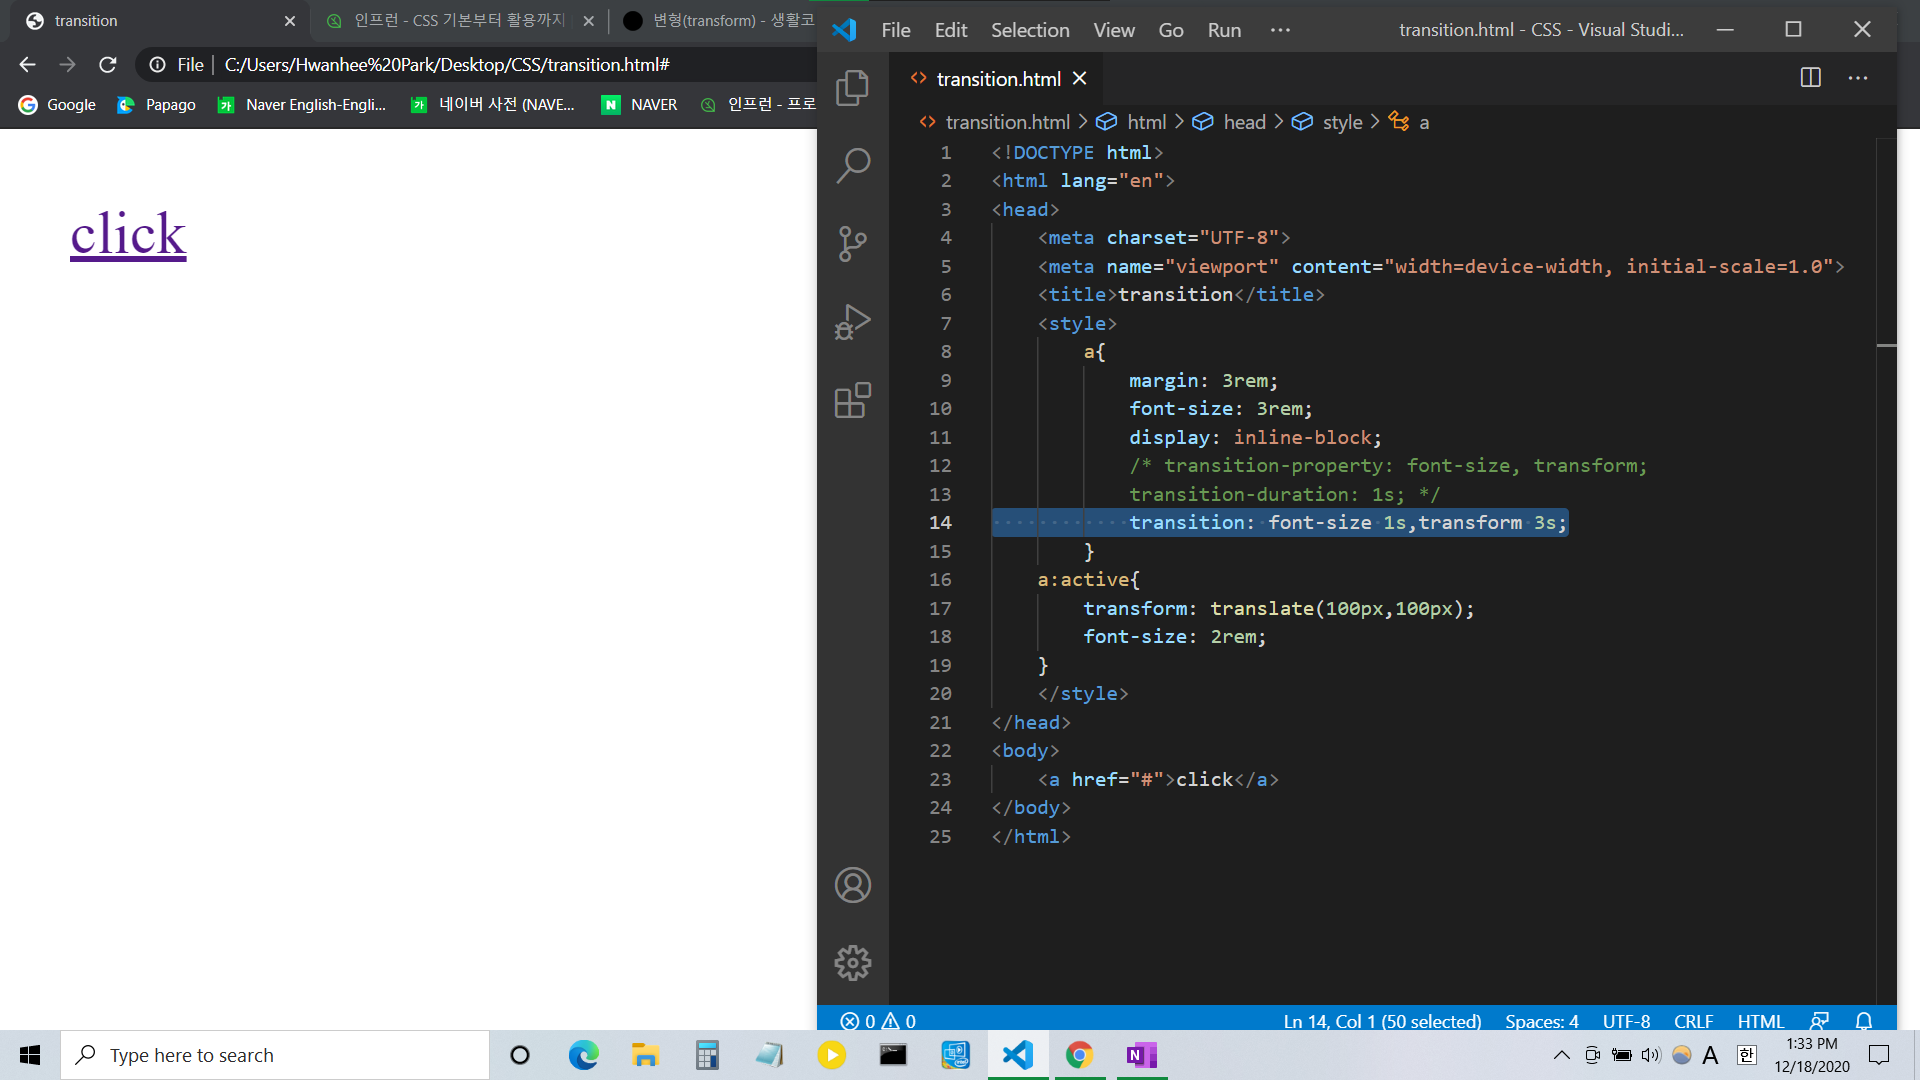 transition
인프런 - CSS 기본부터 활용까지
변형(transform) - 생활코
File
C:/Users/Hwanhee%20Park/Desktop/CSS/transition.html#
Google
Papago
Naver English-Engli...
네이버 사전 (NAVE...
NAVER
인프런 - 프로
click
File Edit Selection View Go Run ···
transition.html - CSS - Visual Studi...
transition.html
transition.html > html > head > style > a
1 <!DOCTYPE html>
2 <html lang="en">
3 <head>
4 <meta charset="UTF-8">
5 <meta name="viewport" content="width=device-width, initial-scale=1.0">
6 <title>transition</title>
7 <style>
8 a{
9 margin: 3rem;
10 font-size: 3rem;
11 display: inline-block;
12 /* transition-property: font-size, transform;
13 transition-duration: 1s; */
14 transition: font-size 1s,transform 3s;
15 }
16 a:active{
17 transform: translate(100px,100px);
18 font-size: 2rem;
19 }
20 </style>
21 </head>
22 <body>
23 <a href="#">click</a>
24 </body>
25 </html>
0 0
Ln 14, Col 1 (50 selected) Spaces: 4 UTF-8 CRLF HTML
Type here to search
N
A
한
1:33 PM
12/18/2020